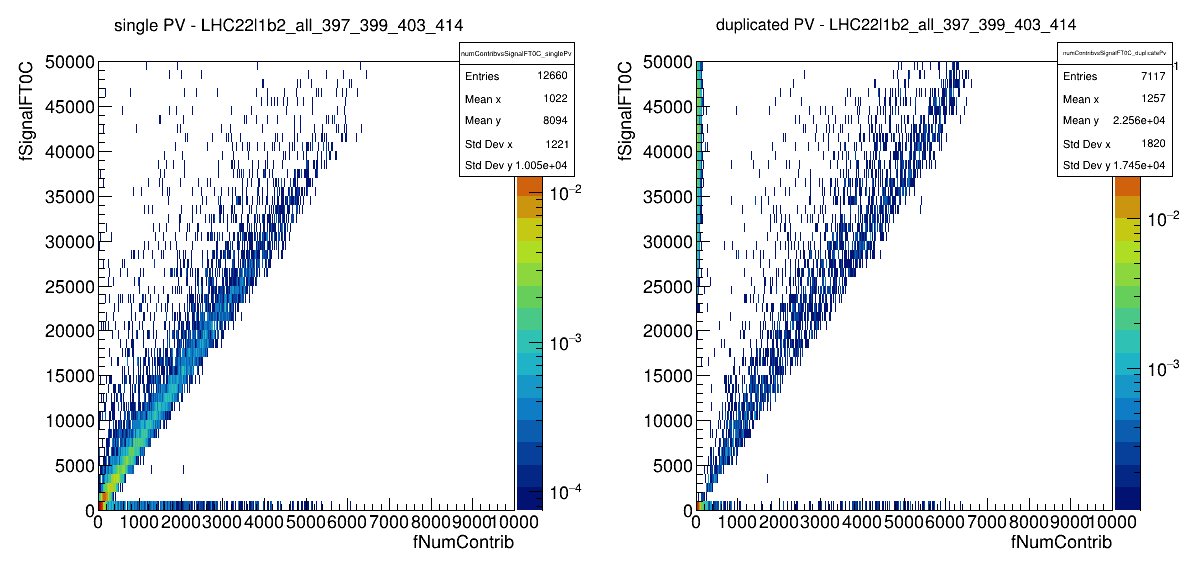 single PV - LHC22l1b2_all_397_399_403_414
numContribvsSignalFT0C_singlePv
Entries 12660
Mean x 1022
Mean y 8094
Std Dev x 1221
Std Dev y 1.005e+04
fSignalFT0C
50000
45000
40000
35000
30000
25000
20000
15000
10000
5000
0
0 1000 2000 3000 4000 5000 6000 7000 8000 9000 10000
fNumContrib
10−2
10−3
10−4
duplicated PV - LHC22l1b2_all_397_399_403_414
numContribvsSignalFT0C_duplicatePv
Entries 7117
Mean x 1257
Mean y 2.256e+04
Std Dev x 1820
Std Dev y 1.745e+04
fSignalFT0C
50000
45000
40000
35000
30000
25000
20000
15000
10000
5000
0
0 1000 2000 3000 4000 5000 6000 7000 8000 9000 10000
fNumContrib
1
10−2
10−3